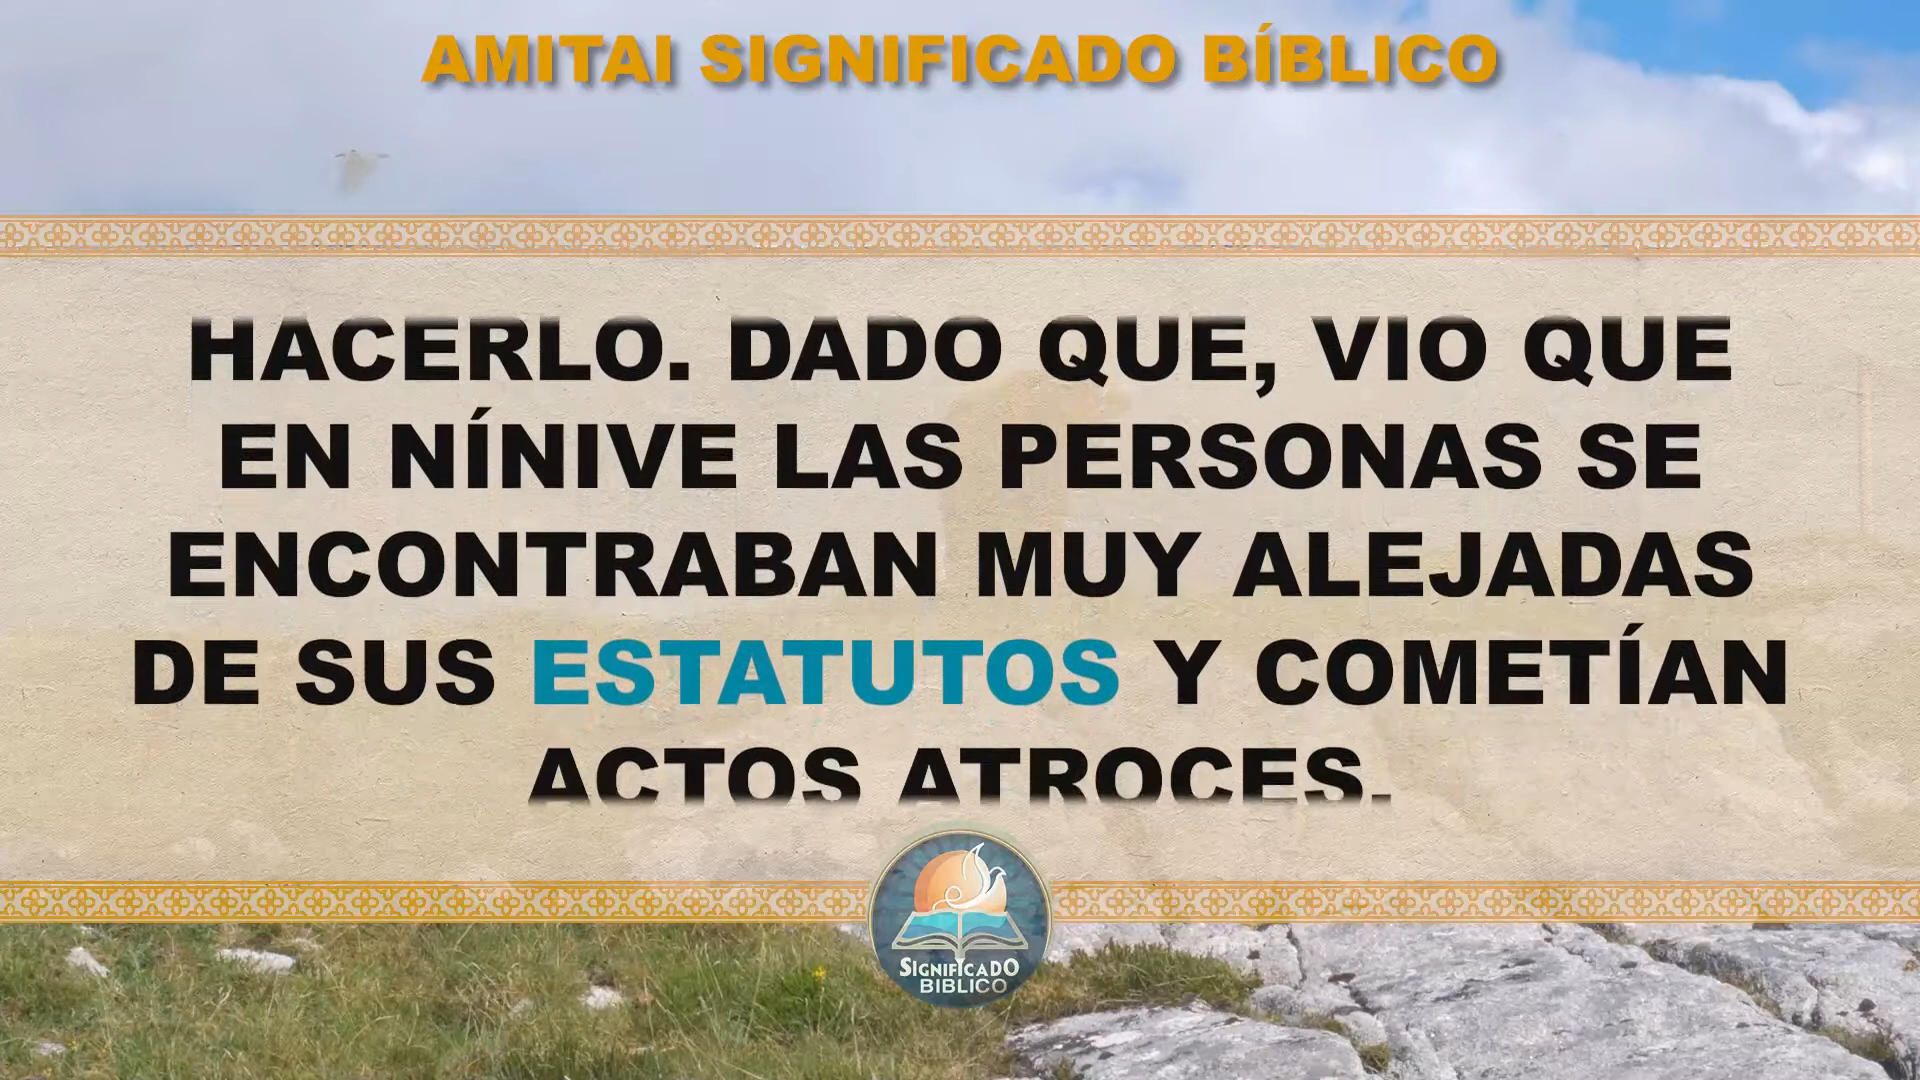 AMITAI SIGNIFICADO BÍBLICO
HACERLO. DADO QUE, VIO QUE
EN NÍNIVE LAS PERSONAS SE
ENCONTRABAN MUY ALEJADAS
DE SUS ESTATUTOS Y COMETÍAN
ACTOS ATROCES.
SIGNIFICADO
BIBLICO